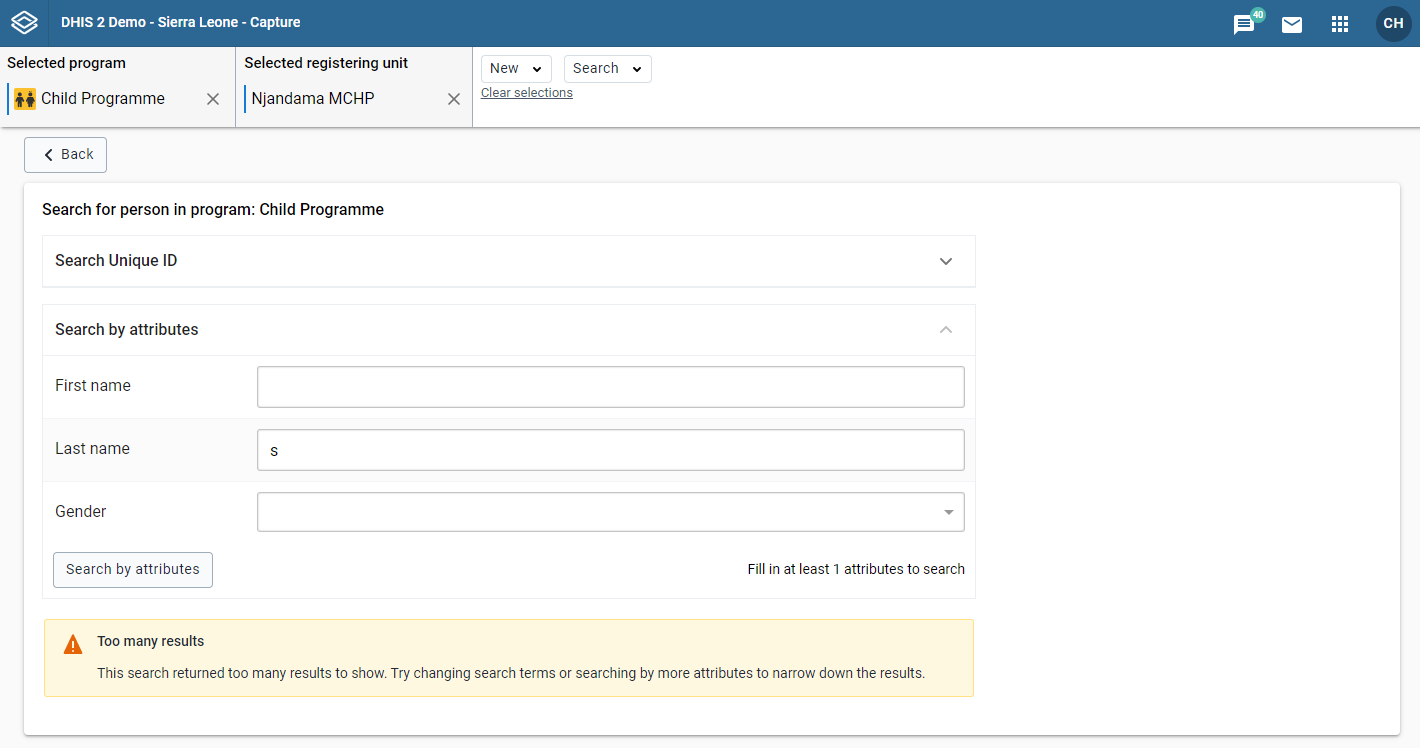 DHIS 2 Demo - Sierra Leone - Capture
40
CH
Selected program
Child Programme
Selected registering unit
Njandama MCHP
New
Search
Clear selections
Back
Search for person in program: Child Programme
Search Unique ID
Search by attributes
First name
Last name
s
Gender
Search by attributes
Fill in at least 1 attributes to search
Too many results
This search returned too many results to show. Try changing search terms or searching by more attributes to narrow down the results.